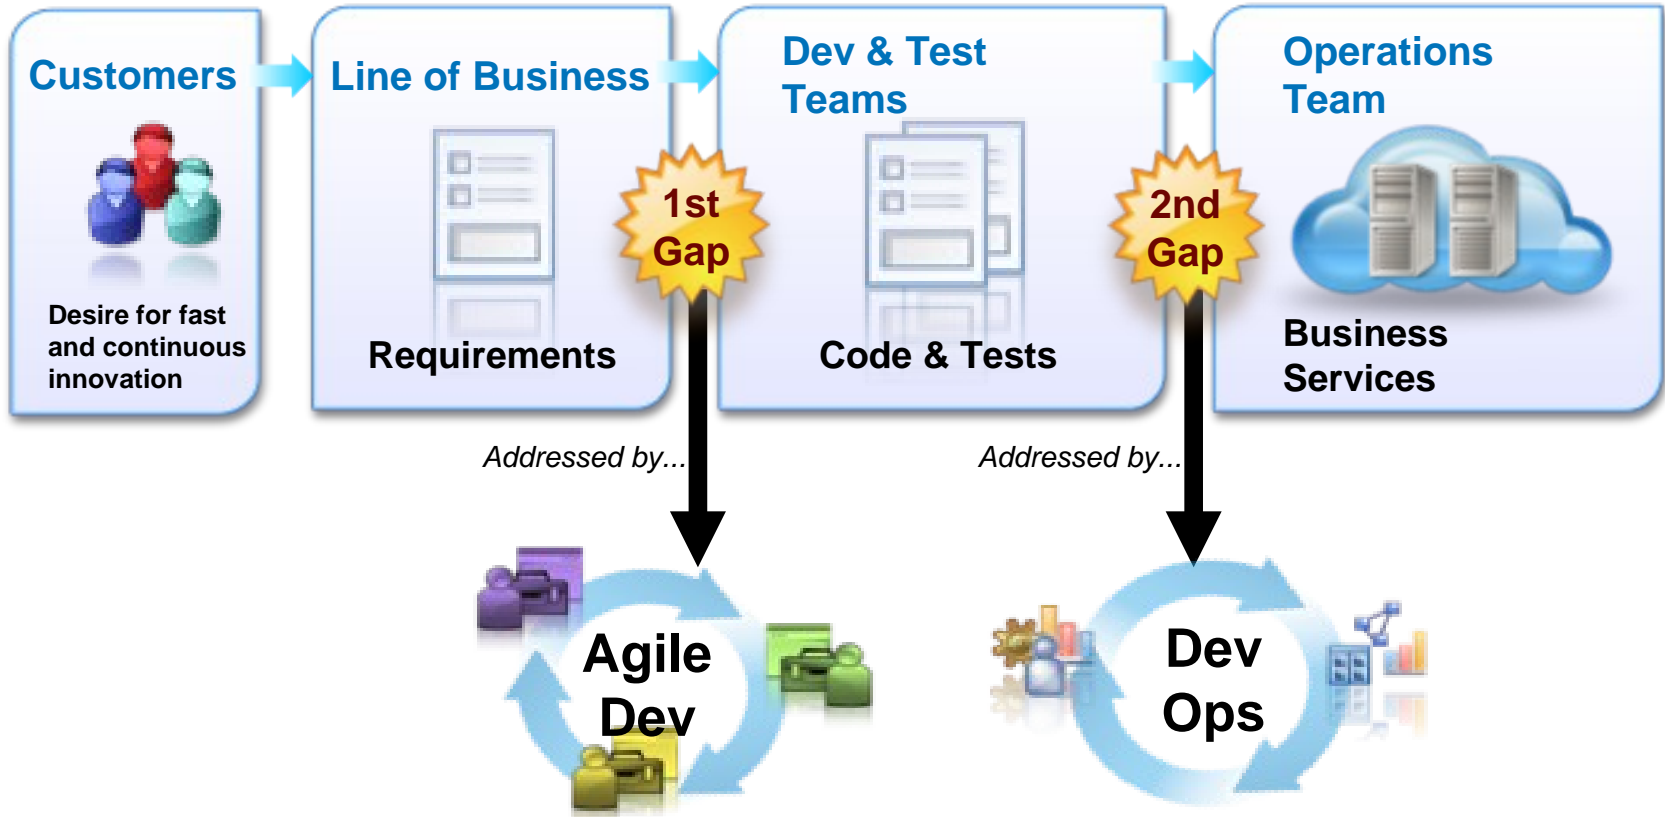 Customers
Desire for fast
and continuous
innovation
Line of Business
Requirements
1st
Gap
Dev & Test
Teams
Code & Tests
2nd
Gap
Operations
Team
Business
Services
Addressed by...
Addressed by...
Agile
Dev
Dev
Ops